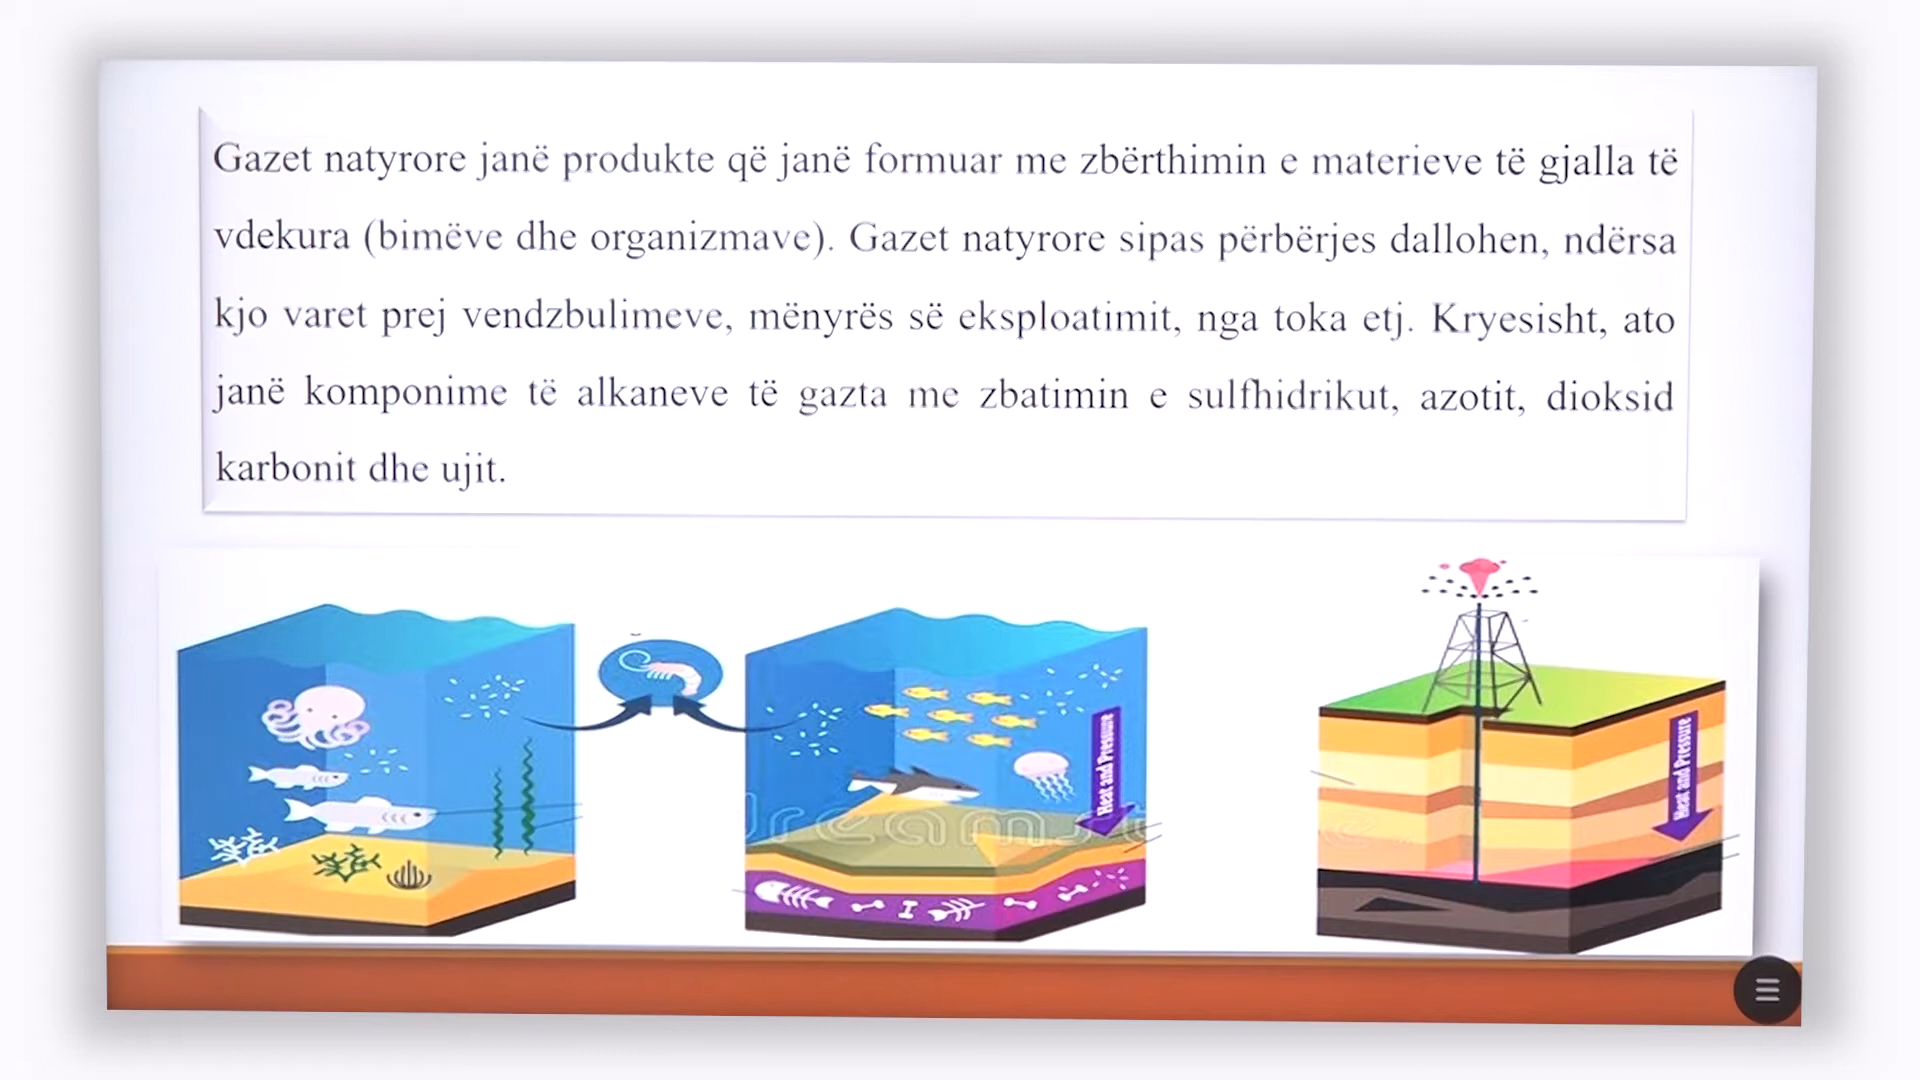 Gazet natyrore janë produkte që janë formuar me zbërthimin e materieve të gjalla të
vdekura (bimëve dhe organizmave). Gazet natyrore sipas përbërjes dallohen, ndërsa
kjo varet prej vendzbulimeve, mënyrës së eksploatimit, nga toka etj. Kryesisht, ato
janë komponime të alkaneve të gazta me zbatimin e sulfhidrikut, azotit, dioksid
karbonit dhe ujit.
Heat and Pressure
Heat and Pressure